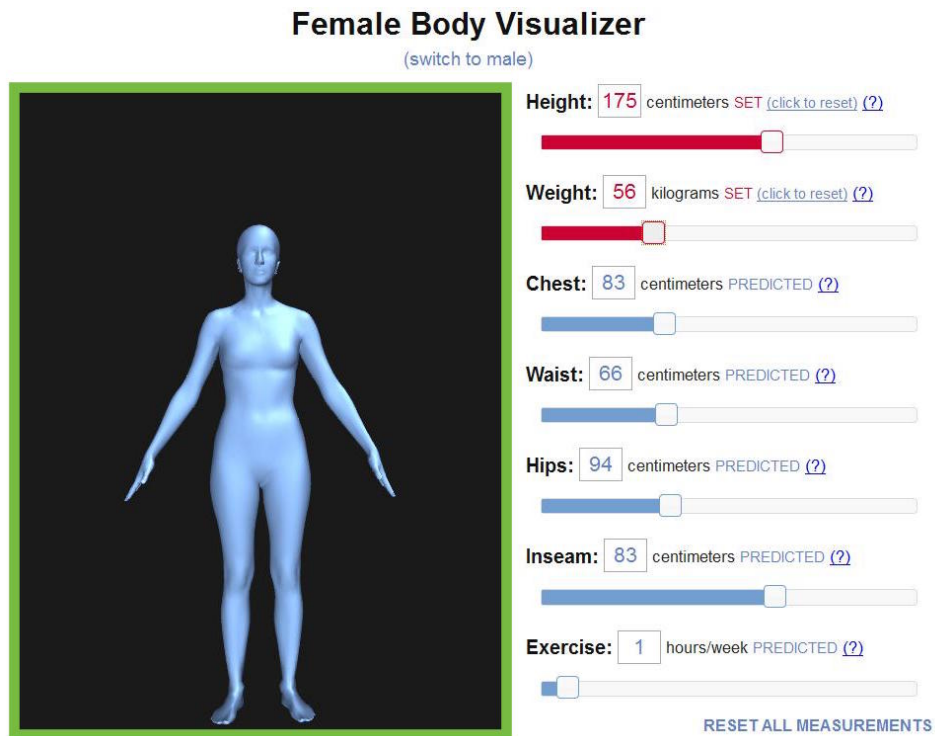 Female Body Visualizer
(switch to male)
Height: 175 centimeters SET (click to reset) (?)
Weight: 56 kilograms SET (click to reset) (?)
Chest: 83 centimeters PREDICTED (?)
Waist: 66 centimeters PREDICTED (?)
Hips: 94 centimeters PREDICTED (?)
Inseam: 83 centimeters PREDICTED (?)
Exercise: 1 hours/week PREDICTED (?)
RESET ALL MEASUREMENTS